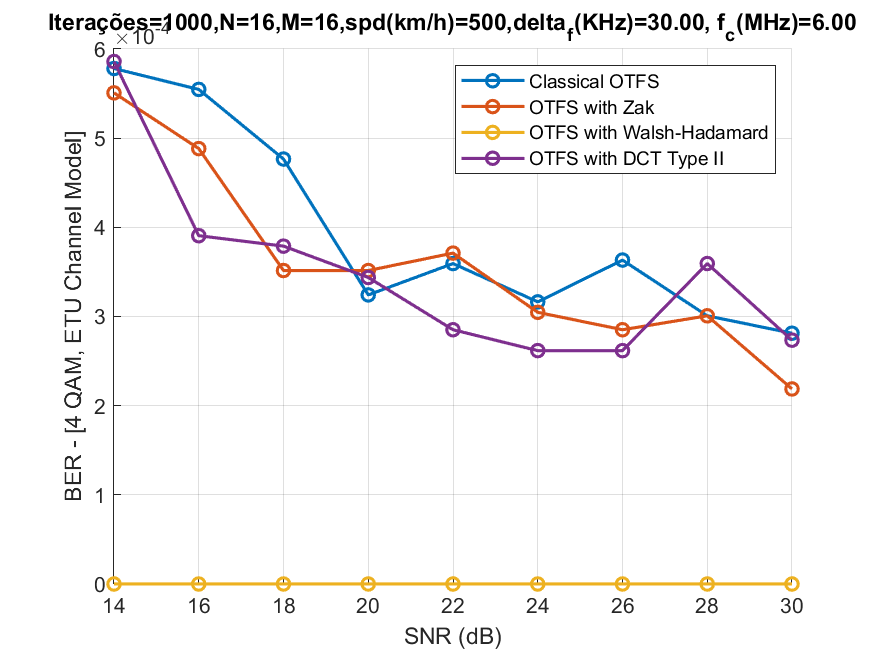 Iterações=1000,N=16,M=16,spd(km/h)=500,delta_f(KHz)=30.00, f_c(MHz)=6.00
×10^-4
6
5
4
3
2
1
0
BER - [4 QAM, ETU Channel Model]
Classical OTFS
OTFS with Zak
OTFS with Walsh-Hadamard
OTFS with DCT Type II
14 16 18 20 22 24 26 28 30
SNR (dB)